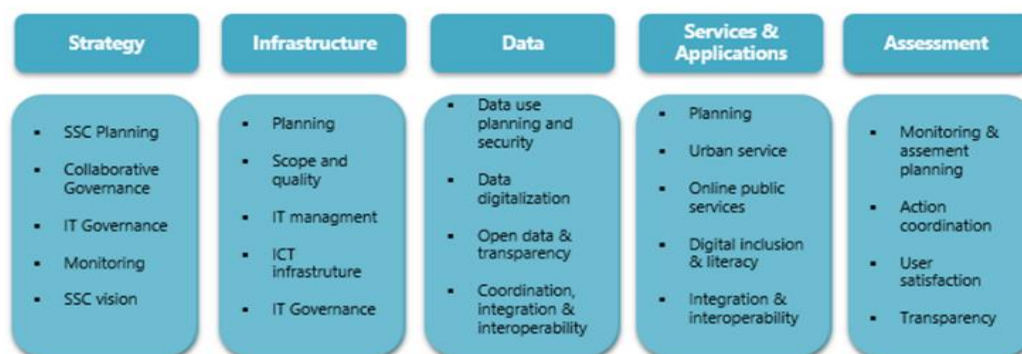 Strategy
Infrastructure
Data
Services &
Applications
Assessment
▪ SSC Planning
▪ Collaborative
Governance
▪ IT Governance
▪ Monitoring
▪ SSC vision
▪ Planning
▪ Scope and
quality
▪ IT managment
▪ ICT
infrastruture
▪ IT Governance
▪ Data use
planning and
security
▪ Data
digitalization
▪ Open data &
transparency
▪ Coordination,
integration &
interoperability
▪ Planning
▪ Urban service
▪ Online public
services
▪ Digital inclusion
& literacy
▪ Integration &
interoperability
▪ Monitoring &
assement
planning
▪ Action
coordination
▪ User
satisfaction
▪ Transparency